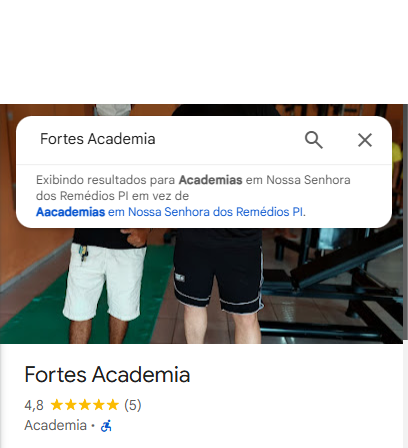 Fortes Academia
Exibindo resultados para Academias em Nossa Senhora
dos Remédios PI em vez de
Aacademias em Nossa Senhora dos Remédios PI.
Fortes Academia
4,8 ★★★★★ (5)
Academia ·